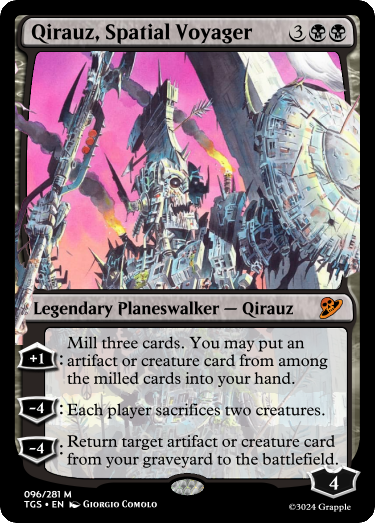 Qirauz, Spatial Voyager 3
Legendary Planeswalker — Qirauz
+1: Mill three cards. You may put an
artifact or creature card from among
the milled cards into your hand.
-4: Each player sacrifices two creatures.
-4: Return target artifact or creature card
from your graveyard to the battlefield.
4
096/281 M
TGS • EN Giorgio Comolo
©3024 Grapple